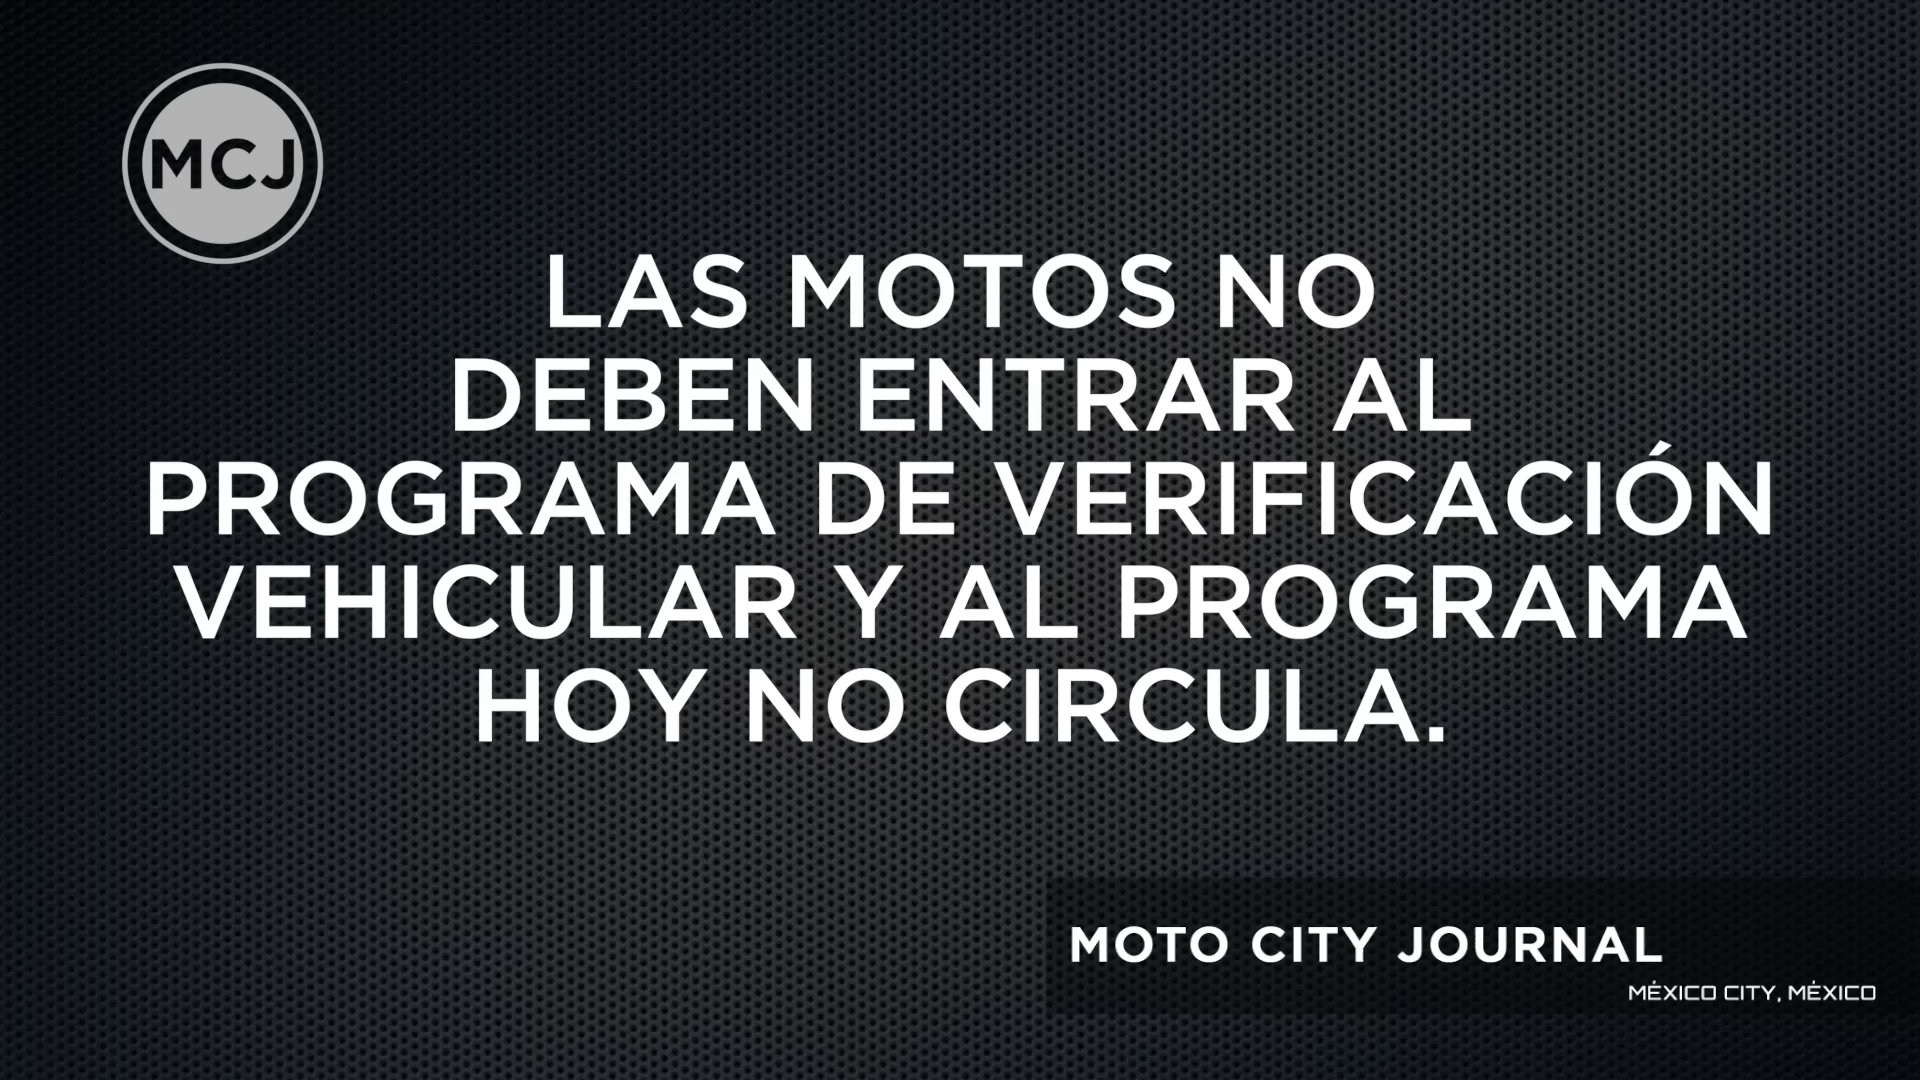 MCJ
LAS MOTOS NO
DEBEN ENTRAR AL
PROGRAMA DE VERIFICACIÓN
VEHICULAR Y AL PROGRAMA
HOY NO CIRCULA.
MOTO CITY JOURNAL
MÉXICO CITY, MÉXICO